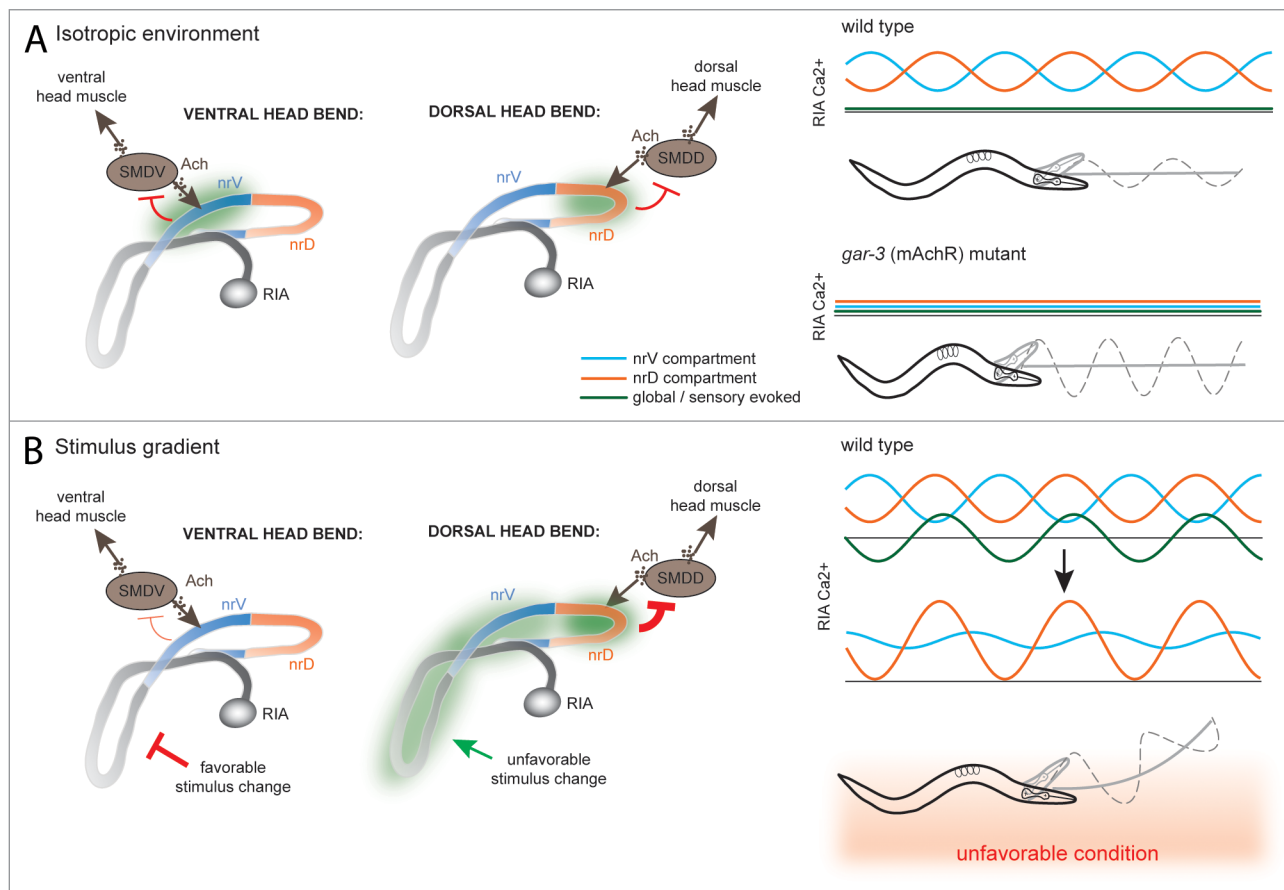 A Isotropic environment
ventral
head muscle
VENTRAL HEAD BEND:
SMDV
Ach
nrV
nrD
RIA
DORSAL HEAD BEND:
dorsal
head muscle
Ach
SMDD
nrV
nrD
RIA
nrV compartment
nrD compartment
global / sensory evoked
wild type
RIA Ca2+
gar-3 (mAchR) mutant
RIA Ca2+
B Stimulus gradient
ventral
head muscle
VENTRAL HEAD BEND:
SMDV
Ach
nrV
nrD
RIA
favorable
stimulus change
DORSAL HEAD BEND:
dorsal
head muscle
Ach
SMDD
nrV
nrD
RIA
unfavorable
stimulus change
wild type
RIA Ca2+
unfavorable condition